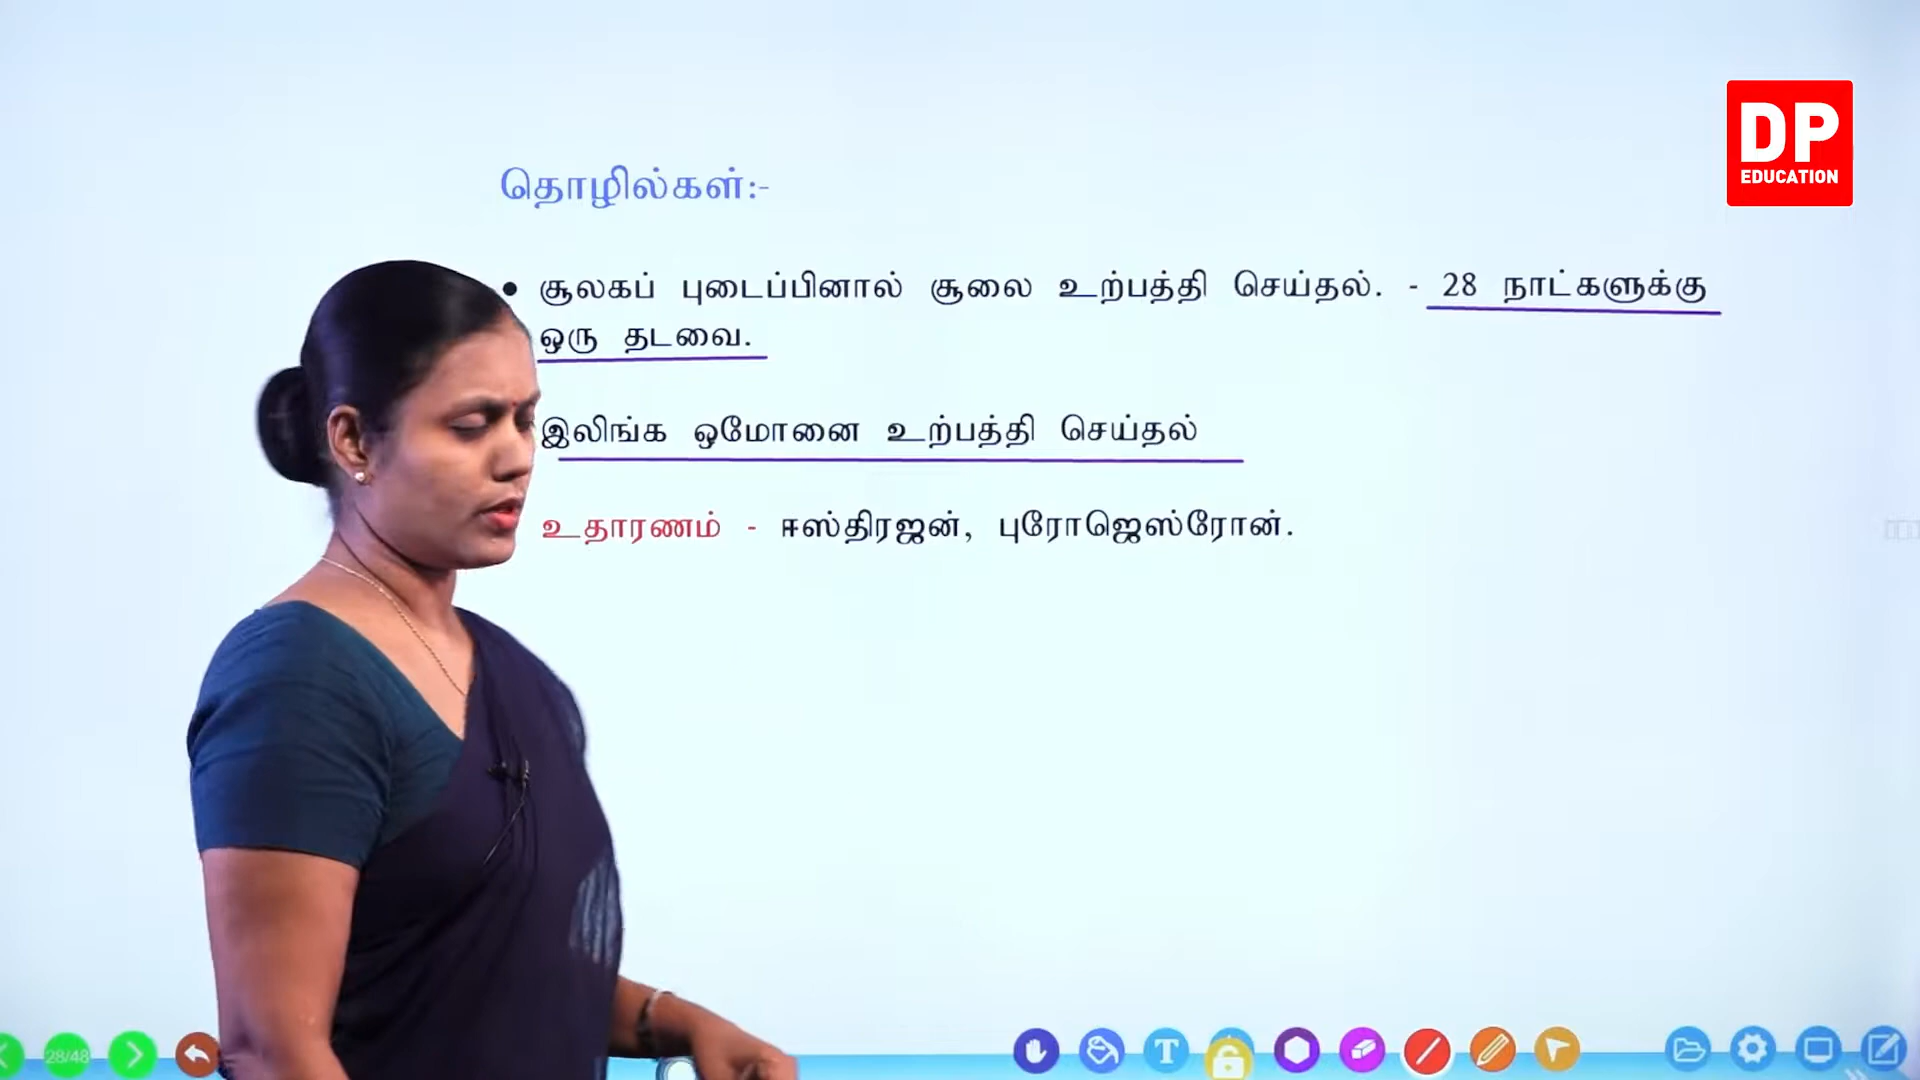 DP
EDUCATION
தொழில்கள்:-
• சூலகப் புடைப்பினால் சூலை உற்பத்தி செய்தல். - 28 நாட்களுக்கு
ஒரு தடவை.
இலிங்க ஓமோனை உற்பத்தி செய்தல்
உதாரணம் - ஈஸ்திரஜன், புரோஜெஸ்ரோன்.
28/48
T